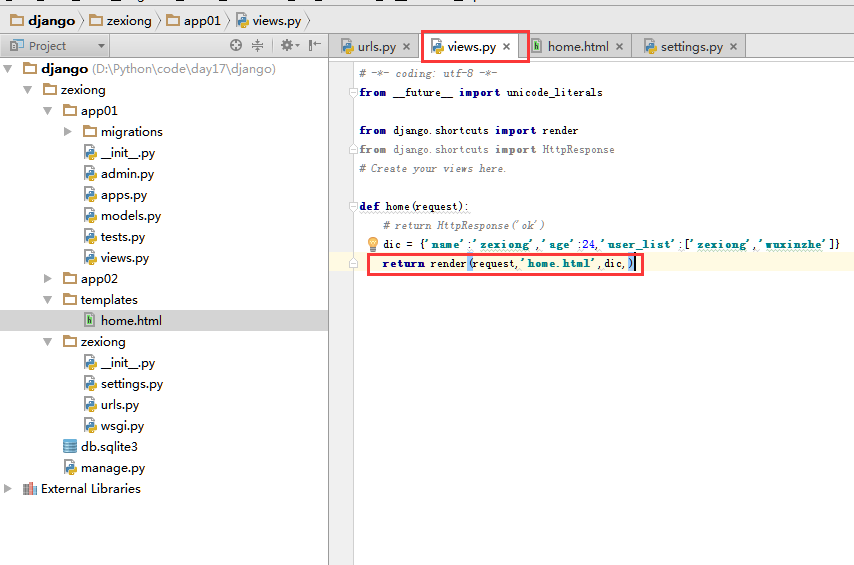 django zexiong app01 views.py
Project
urls.py views.py home.html settings.py
django (D:\Python\code\day17\django)
zexiong
app01
migrations
__init__.py
admin.py
apps.py
models.py
tests.py
views.py
app02
templates
home.html
zexiong
__init__.py
settings.py
urls.py
wsgi.py
db.sqlite3
manage.py
External Libraries
# -*- coding: utf-8 -*-
from __future__ import unicode_literals
from django.shortcuts import render
from django.shortcuts import HttpResponse
# Create your views here.
def home(request):
# return HttpResponse('ok')
dic = {'name':'zexiong','age':24,'user_list':['zexiong','wuxinzhe']}
return render(request,'home.html',dic,)